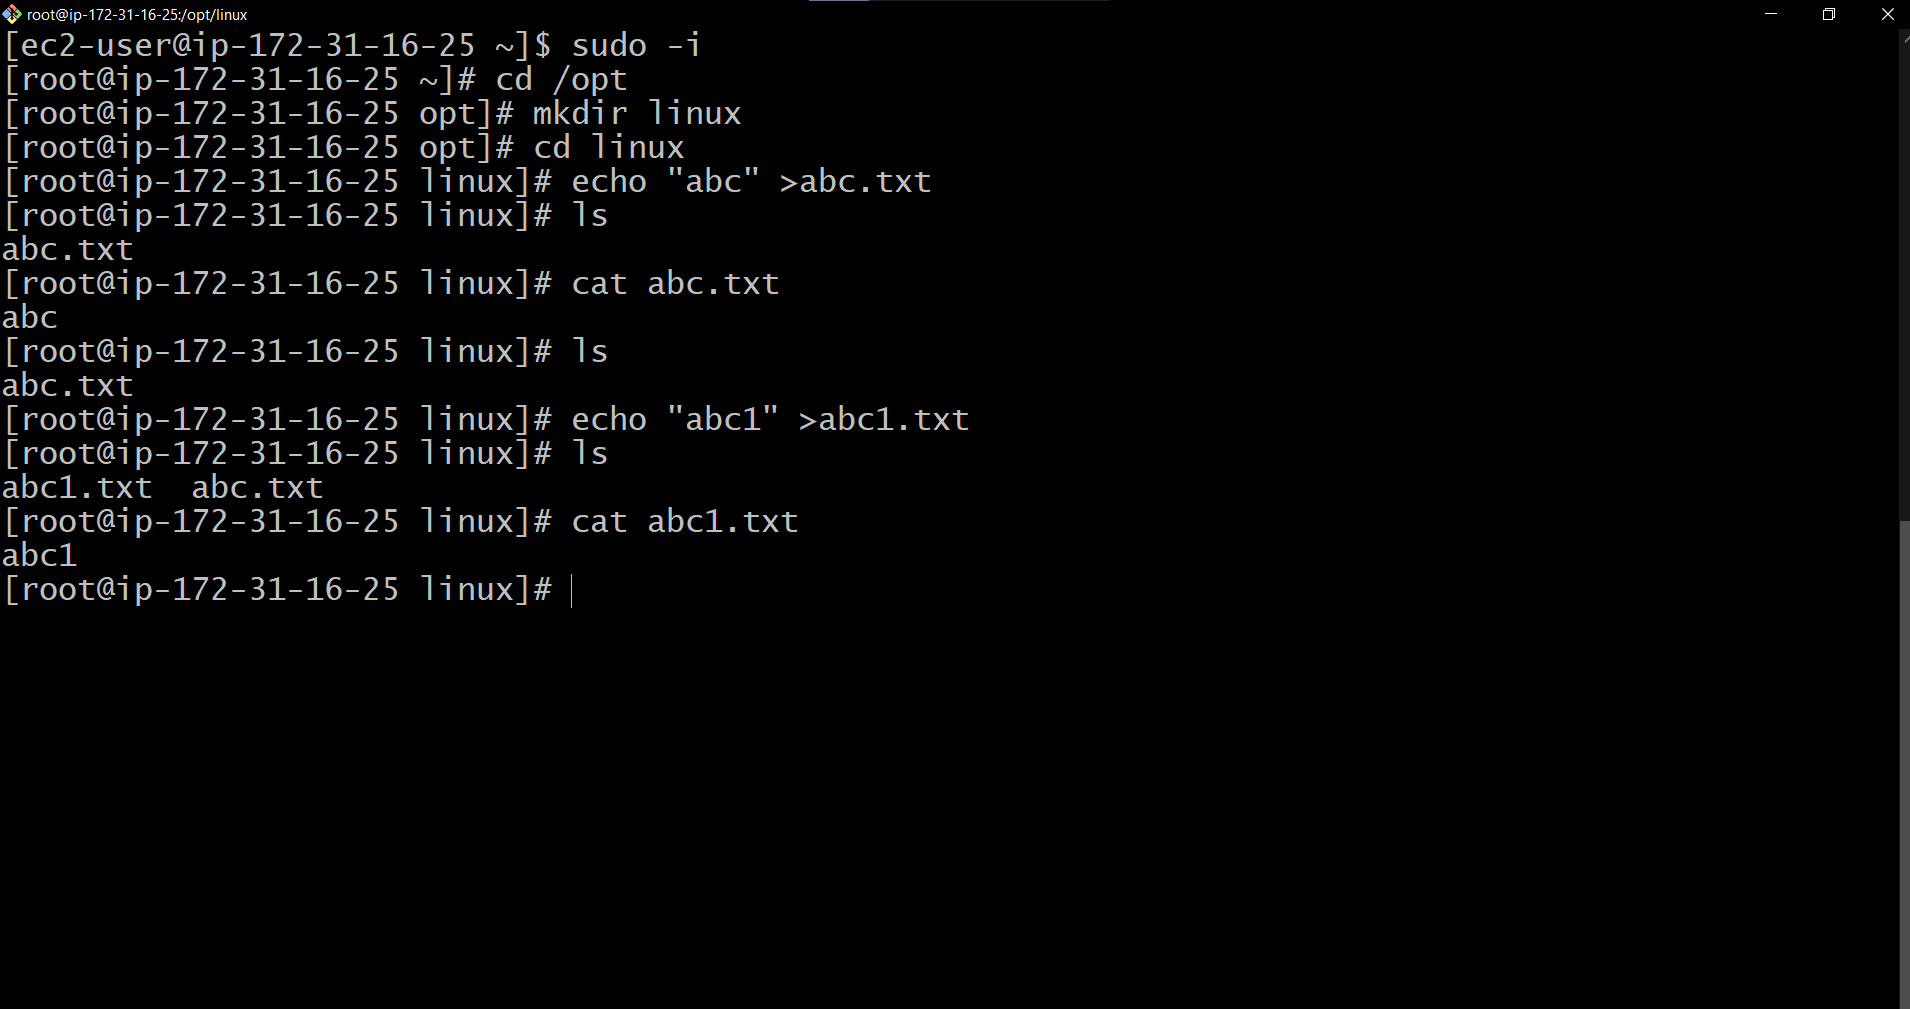 root@ip-172-31-16-25:/opt/linux
[ec2-user@ip-172-31-16-25 ~]$ sudo -i
[root@ip-172-31-16-25 ~]# cd /opt
[root@ip-172-31-16-25 opt]# mkdir linux
[root@ip-172-31-16-25 opt]# cd linux
[root@ip-172-31-16-25 linux]# echo "abc" >abc.txt
[root@ip-172-31-16-25 linux]# ls
abc.txt
[root@ip-172-31-16-25 linux]# cat abc.txt
abc
[root@ip-172-31-16-25 linux]# ls
abc.txt
[root@ip-172-31-16-25 linux]# echo "abc1" >abc1.txt
[root@ip-172-31-16-25 linux]# ls
abc1.txt  abc.txt
[root@ip-172-31-16-25 linux]# cat abc1.txt
abc1
[root@ip-172-31-16-25 linux]#